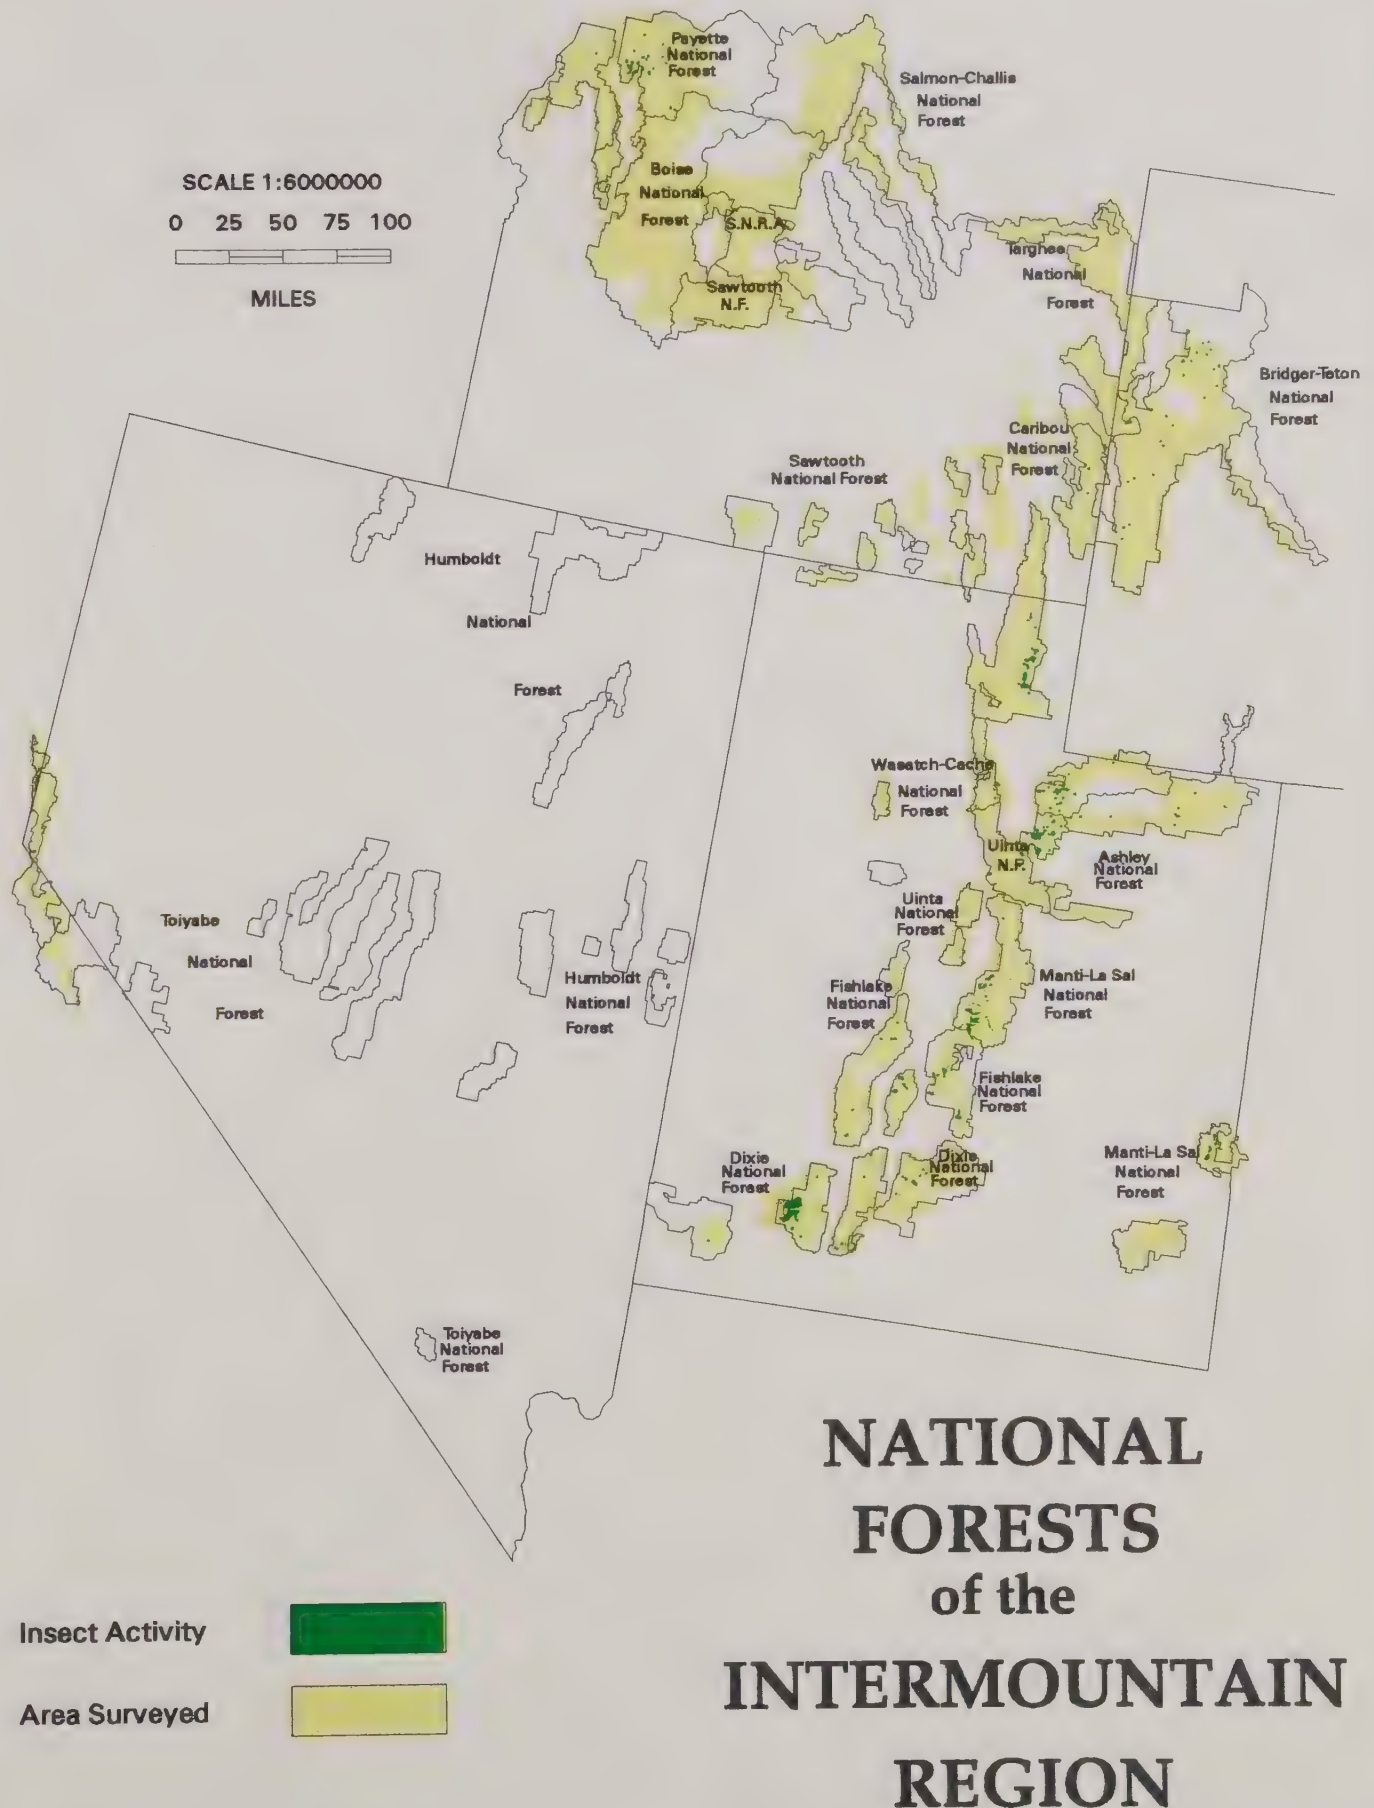 Payette
National
Forest
Salmon-Challis
National
Forest
SCALE 1:6000000
0 25 50 75 100
MILES
Boise
National
Forest
S.N.R.A.
Sawtooth
N.F.
Targhee
National
Forest
Bridger-Teton
National
Forest
Caribou
National
Forest
Sawtooth
National Forest
Humboldt
National
Forest
Wasatch-Cache
National
Forest
Uinta
N.F.
Ashley
National
Forest
Uinta
National
Forest
Toiyabe
National
Forest
Humboldt
National
Forest
Fishlake
National
Forest
Manti-La Sal
National
Forest
Fishlake
National
Forest
Dixie
National
Forest
Dixie
National
Forest
Manti-La Sal
National
Forest
Toiyabe
National
Forest
NATIONAL
FORESTS
of the
INTERMOUNTAIN
REGION
Insect Activity
Area Surveyed